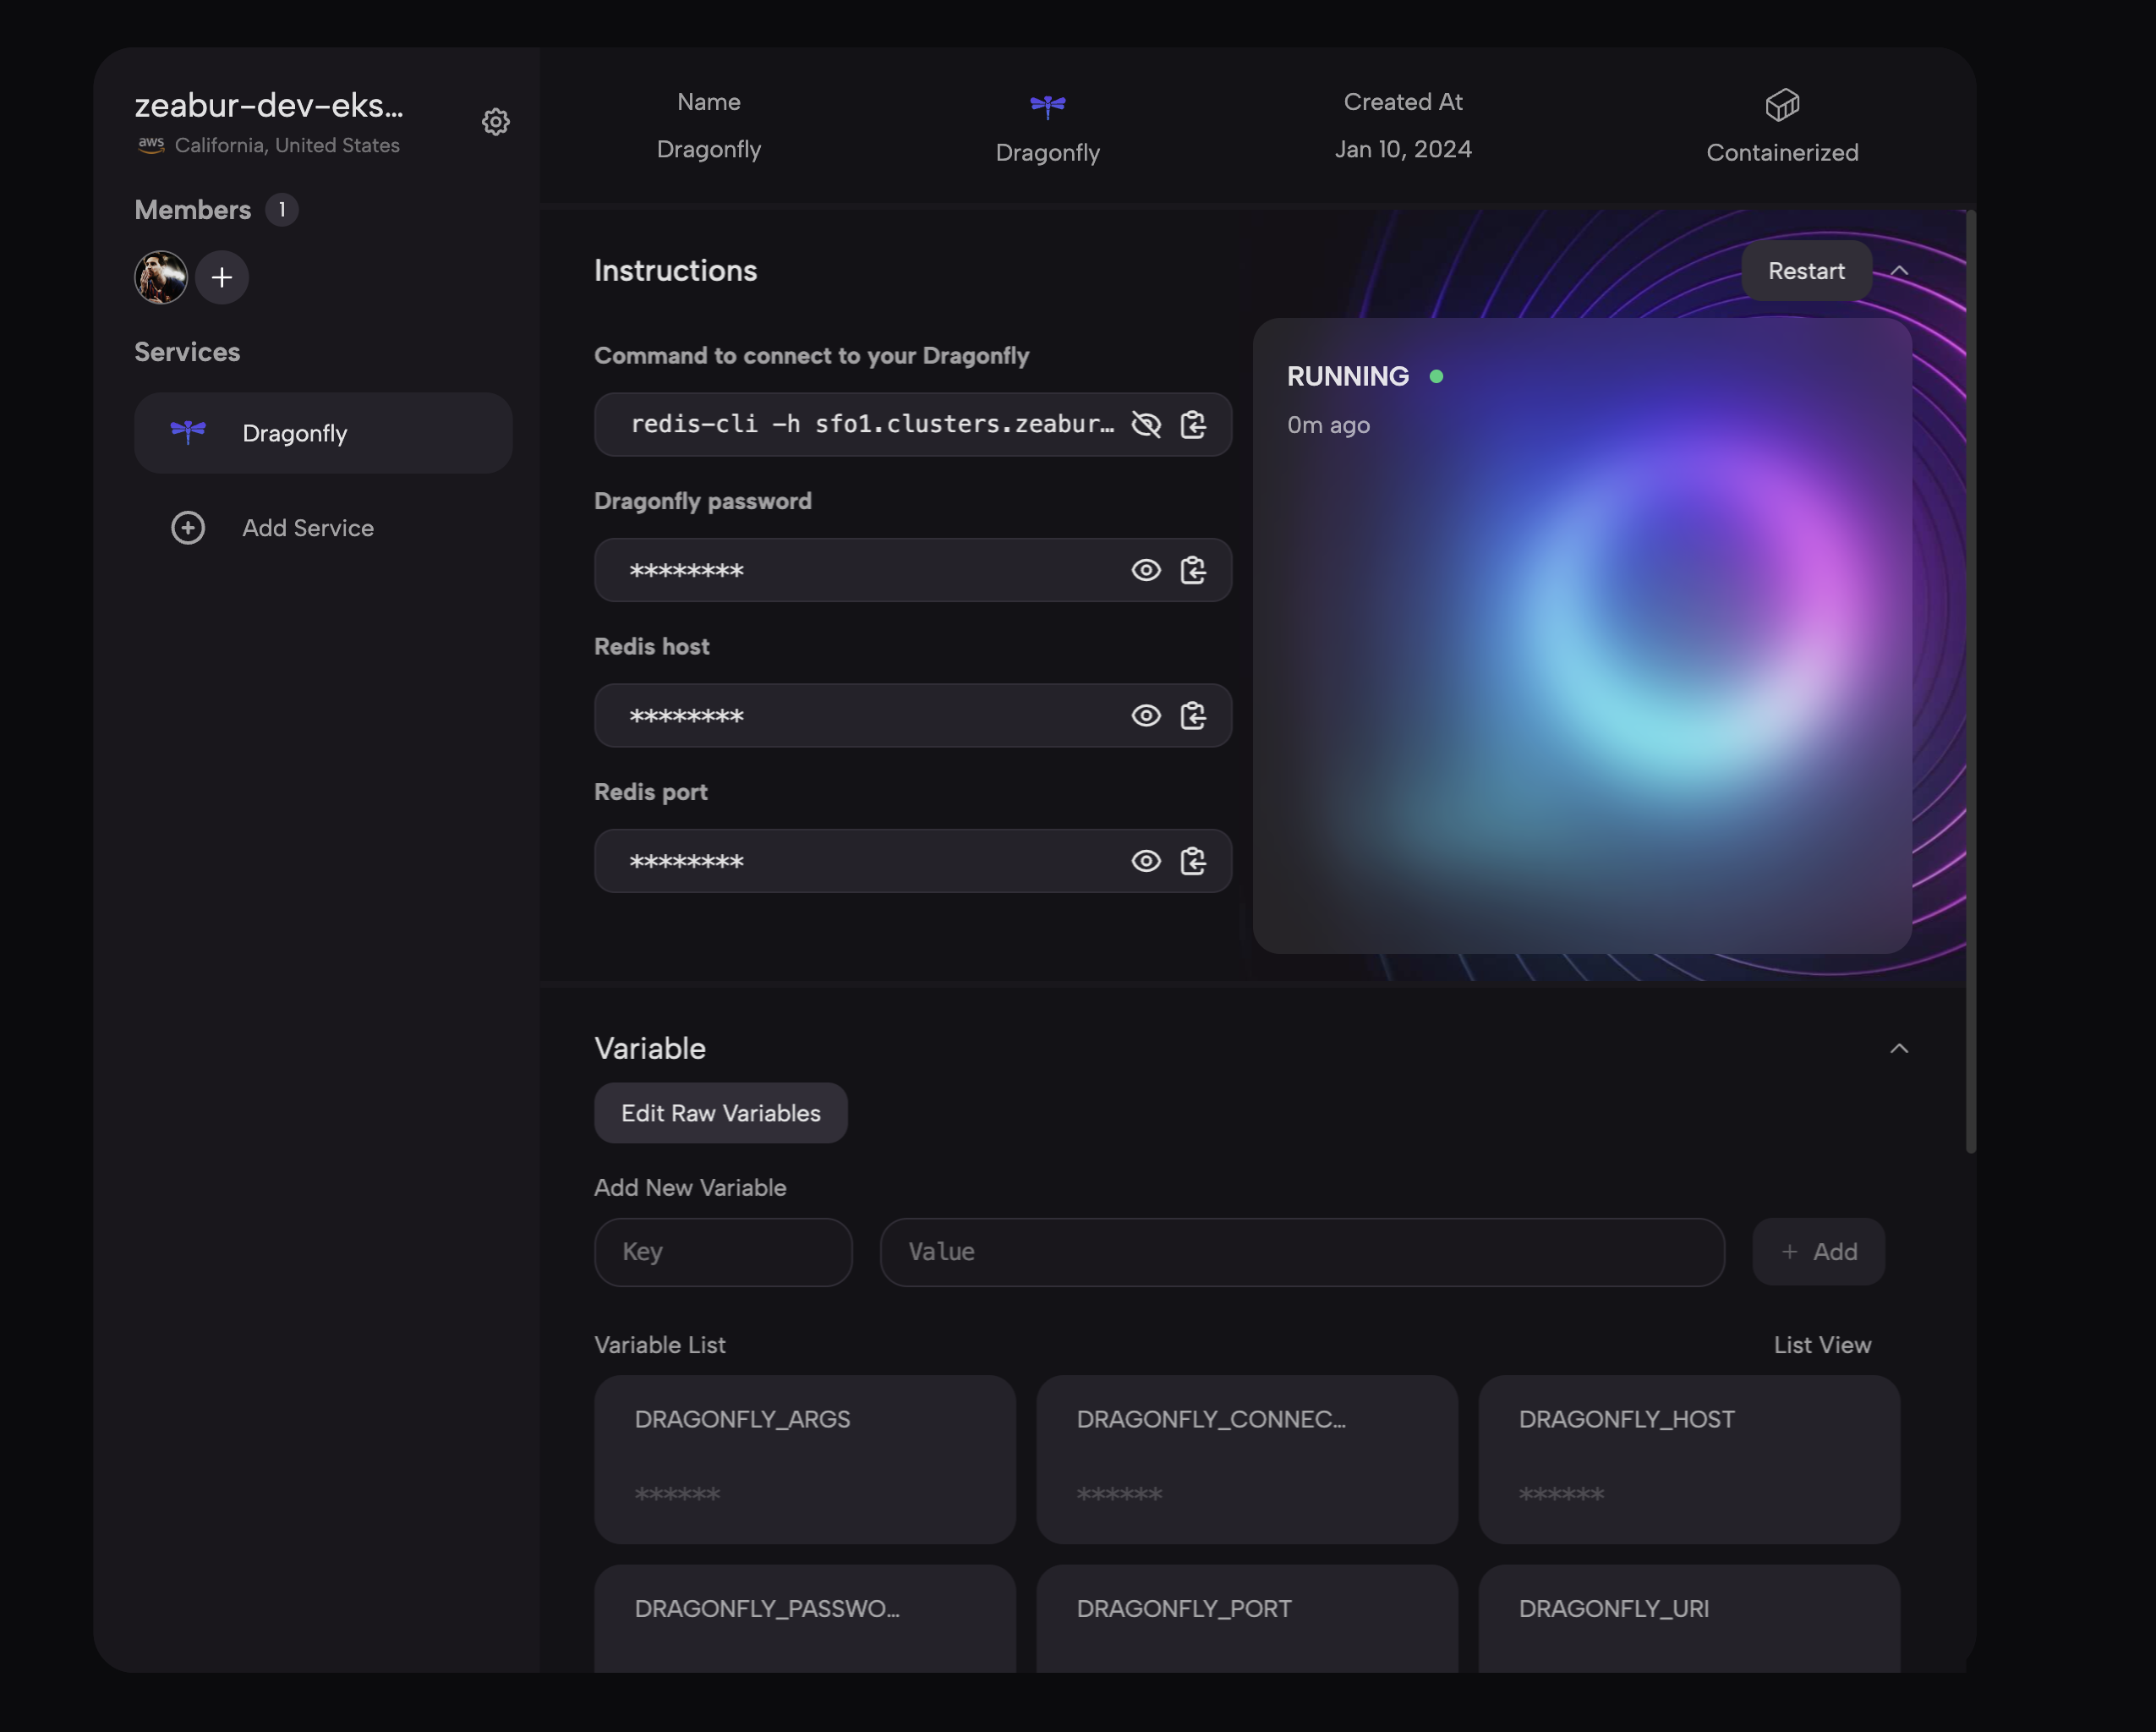 zeabur-dev-eks...
aws California, United States
Members 1
Services
Dragonfly
Add Service
Name
Dragonfly
Dragonfly
Created At
Jan 10, 2024
Containerized
Instructions
Restart
Command to connect to your Dragonfly
redis-cli -h sfo1.clusters.zeabur...
Dragonfly password
********
Redis host
********
Redis port
********
RUNNING
0m ago
Variable
Edit Raw Variables
Add New Variable
Key
Value
+ Add
Variable List
List View
DRAGONFLY_ARGS
******
DRAGONFLY_CONNEC...
******
DRAGONFLY_HOST
******
DRAGONFLY_PASSWO...
DRAGONFLY_PORT
DRAGONFLY_URI